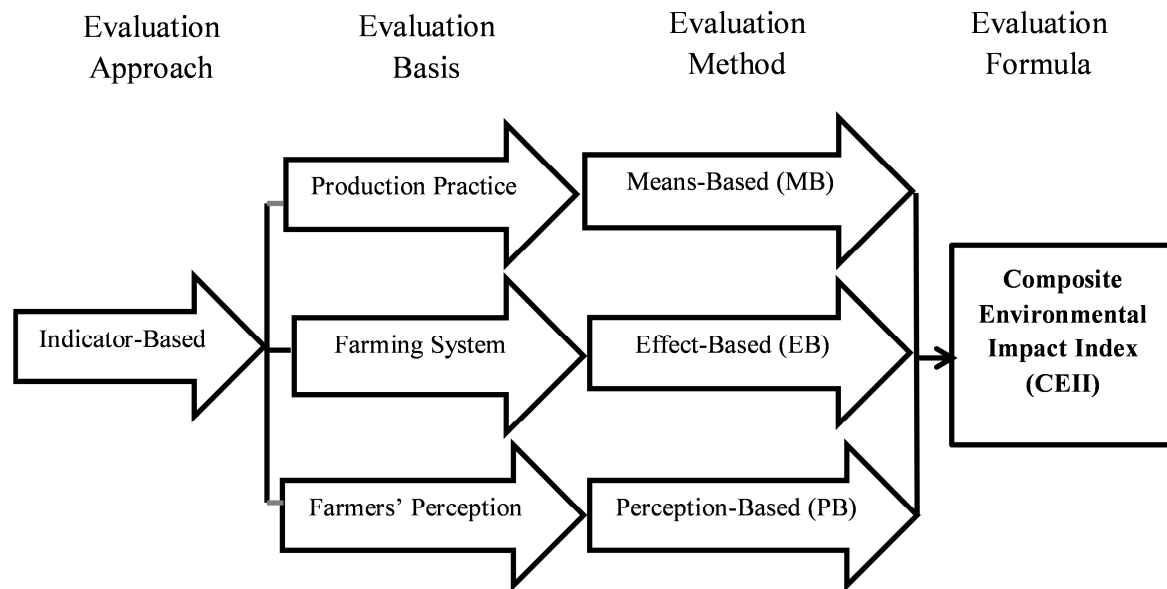 Evaluation
Approach
Evaluation
Basis
Evaluation
Method
Evaluation
Formula
Production Practice
Means-Based (MB)
Indicator-Based
Farming System
Effect-Based (EB)
Composite
Environmental
Impact Index
(CEII)
Farmers’ Perception
Perception-Based (PB)